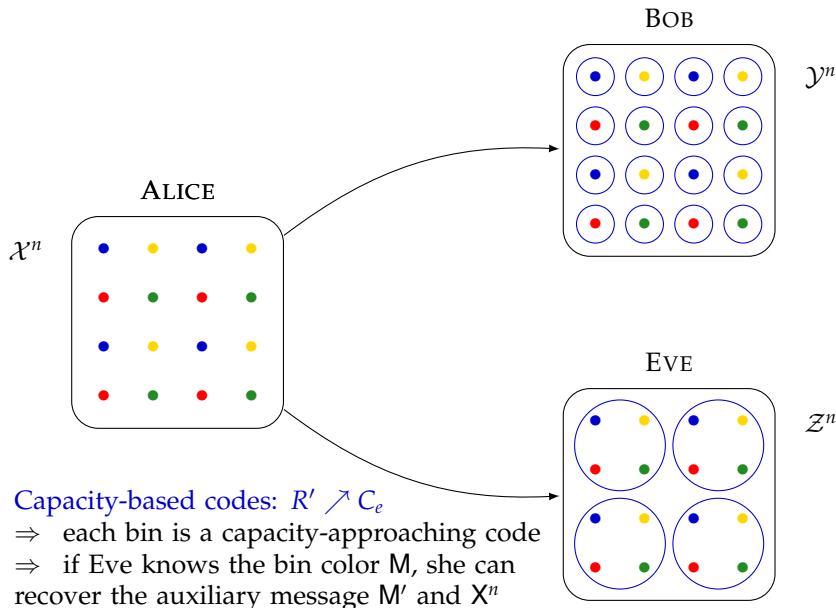 BOB
𝒴ⁿ
ALICE
𝒳ⁿ
EVE
𝒵ⁿ
Capacity-based codes: R′ ↗ Cₑ
⇒ each bin is a capacity-approaching code
⇒ if Eve knows the bin color M, she can
recover the auxiliary message M′ and Xⁿ